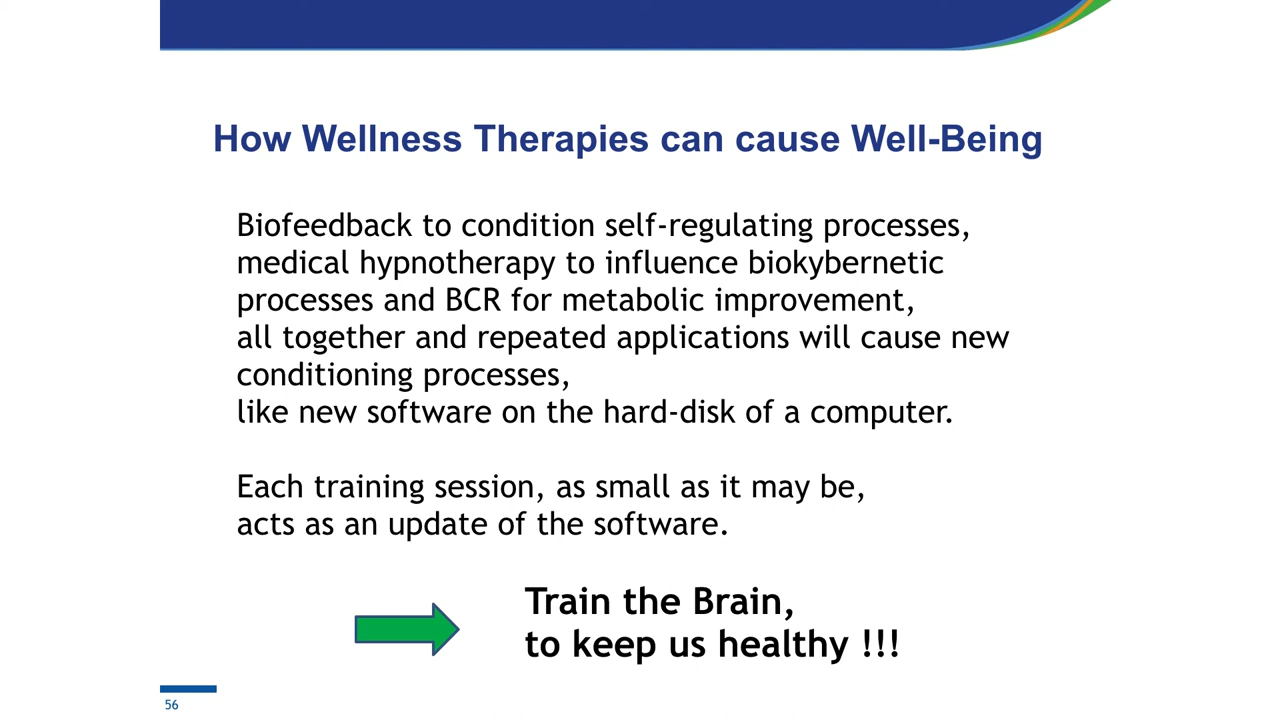 How Wellness Therapies can cause Well-Being
Biofeedback to condition self-regulating processes,
medical hypnotherapy to influence biokybernetic
processes and BCR for metabolic improvement,
all together and repeated applications will cause new
conditioning processes,
like new software on the hard-disk of a computer.
Each training session, as small as it may be,
acts as an update of the software.
Train the Brain,
to keep us healthy !!!
56